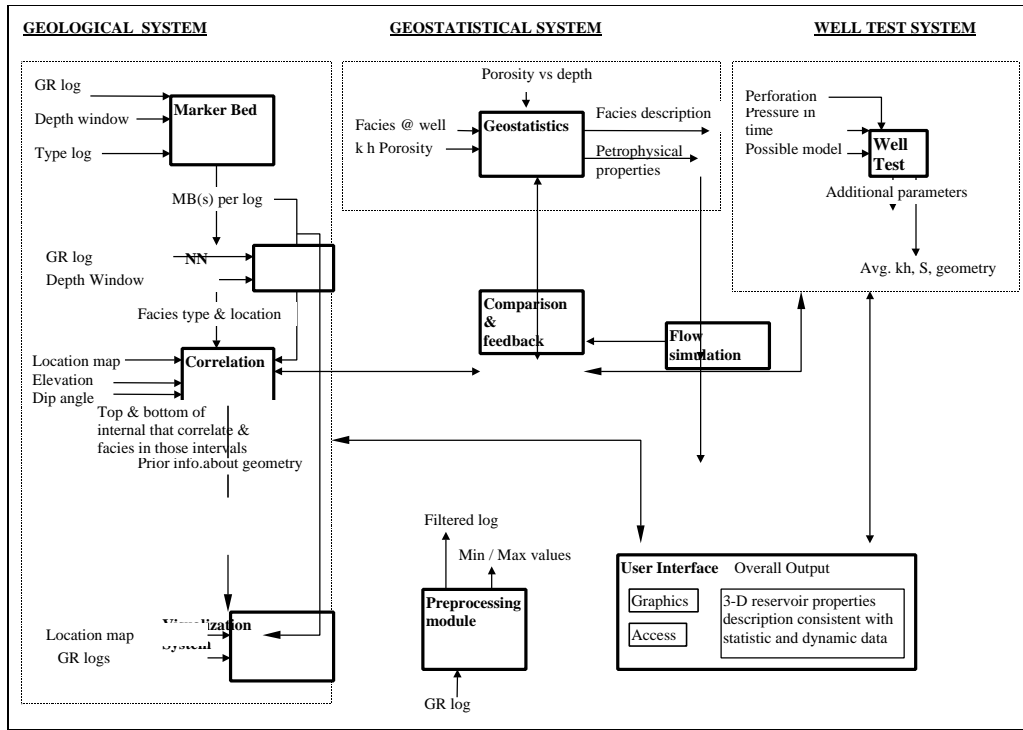 GEOLOGICAL SYSTEM
GEOSTATISTICAL SYSTEM
WELL TEST SYSTEM
GR log
Depth window
Type log
Marker Bed
MB(s) per log
GR log
Depth Window
NN
Facies type & location
Location map
Elevation
Dip angle
Correlation
Top & bottom of
internal that correlate &
facies in those intervals
Prior info.about geometry
Location map
GR logs
Visualization
System
Porosity vs depth
Facies @ well
k h Porosity
Geostatistics
Facies description
Petrophysical
properties
Comparison
&
feedback
Flow
simulation
Perforation
Pressure in
time
Possible model
Well
Test
Additional parameters
Avg. kh, S, geometry
Filtered log
Min / Max values
Preprocessing
module
GR log
User Interface Overall Output
Graphics
Access
3-D reservoir properties
description consistent with
statistic and dynamic data